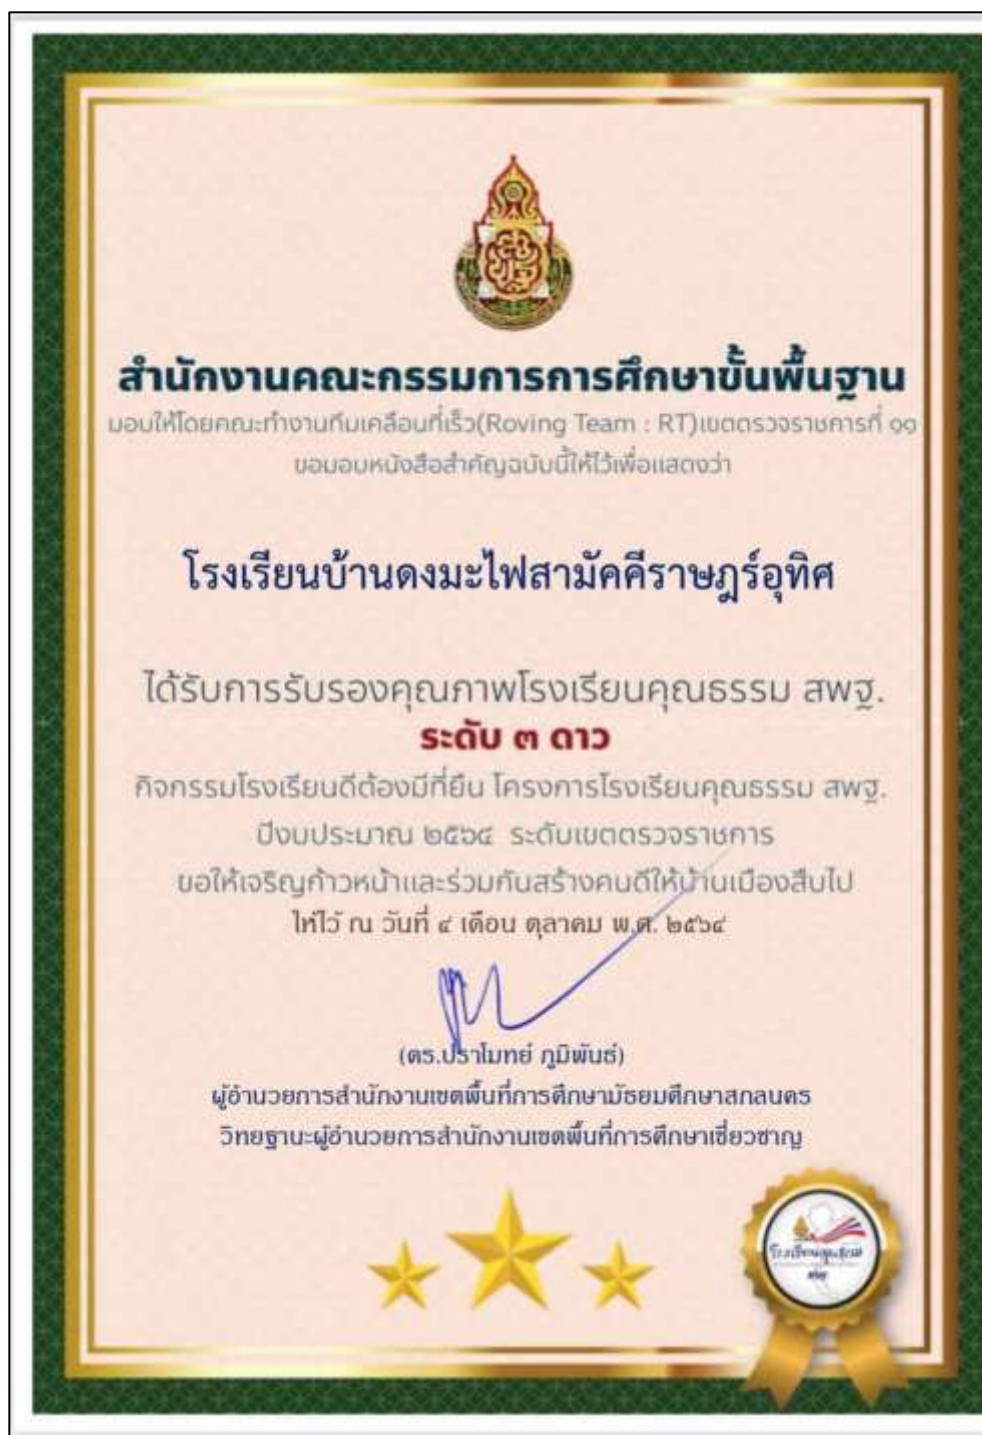 สำนักงานคณะกรรมการการศึกษาขั้นพื้นฐาน
มอบให้โดยคณะทำงานทีมเคลื่อนที่เร็ว(Roving Team : RT)เขตตรวจราชการที่ ๑๑
ขอมอบหนังสือสำคัญฉบับนี้ให้ไว้เพื่อแสดงว่า
โรงเรียนบ้านดงมะไฟสามัคคีราษฎร์อุทิศ
ได้รับการรับรองคุณภาพโรงเรียนคุณธรรม สพฐ.
ระดับ ๓ ดาว
กิจกรรมโรงเรียนดีต้องมีที่ยืน โครงการโรงเรียนคุณธรรม สพฐ.
ปีงบประมาณ ๒๕๖๔ ระดับเขตตรวจราชการ
ขอให้เจริญก้าวหน้าและร่วมกันสร้างคนดีให้บ้านเมืองสืบไป
ให้ไว้ ณ วันที่ ๔ เดือน ตุลาคม พ.ศ. ๒๕๖๔
(ดร.ปราโมทย์ ภูมิพันธ์)
ผู้อำนวยการสำนักงานเขตพื้นที่การศึกษามัธยมศึกษาสกลนคร
วิทยฐานะผู้อำนวยการสำนักงานเขตพื้นที่การศึกษาเชี่ยวชาญ
โรงเรียนคุณธรรม
สพฐ